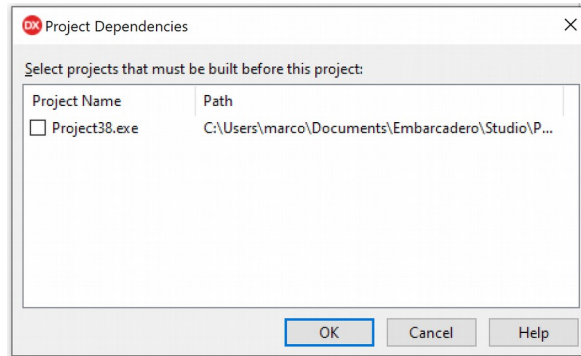 DX Project Dependencies
Select projects that must be built before this project:
Project Name Path
Project38.exe C:\Users\marco\Documents\Embarcadero\Studio\P...
OK Cancel Help